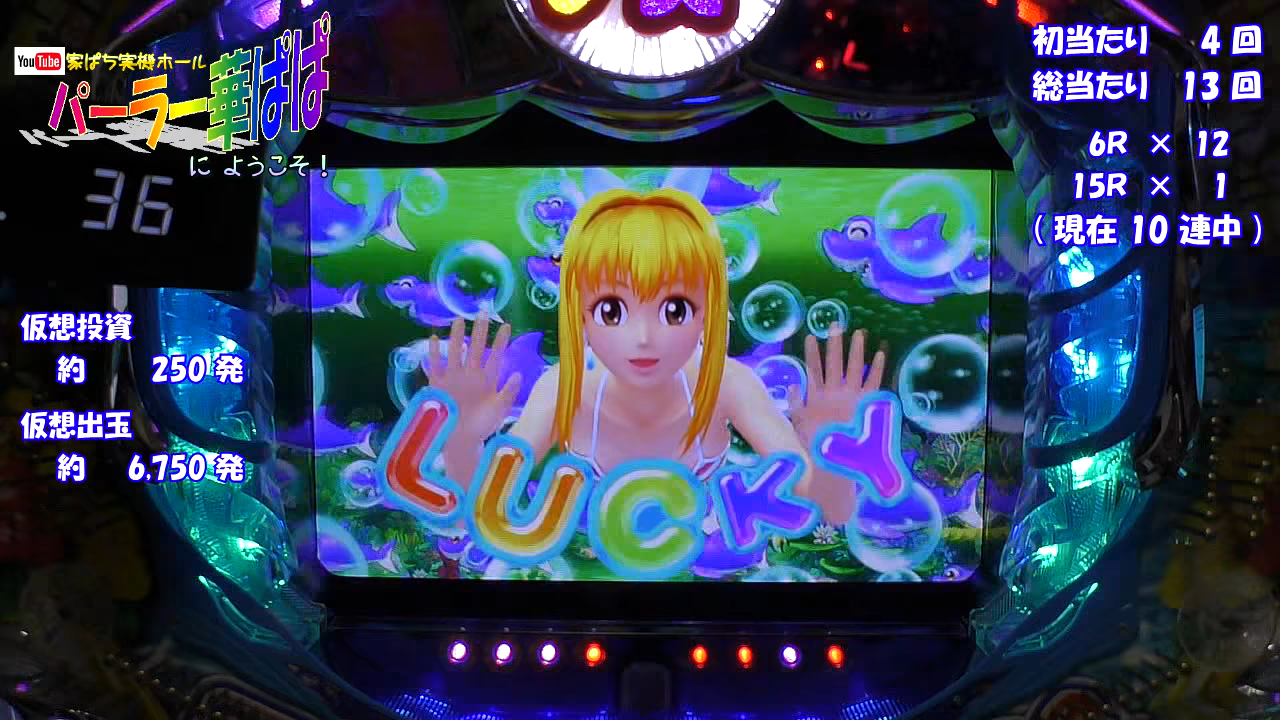 YouTube 家ぱち実機ホール
パーラー華ぱぱ
に ようこそ!
36
仮想投資
約 250発
仮想出玉
約 6,750発
初当たり 4回
総当たり 13回
6R × 12
15R × 1
(現在 10 連中)
LUCKY